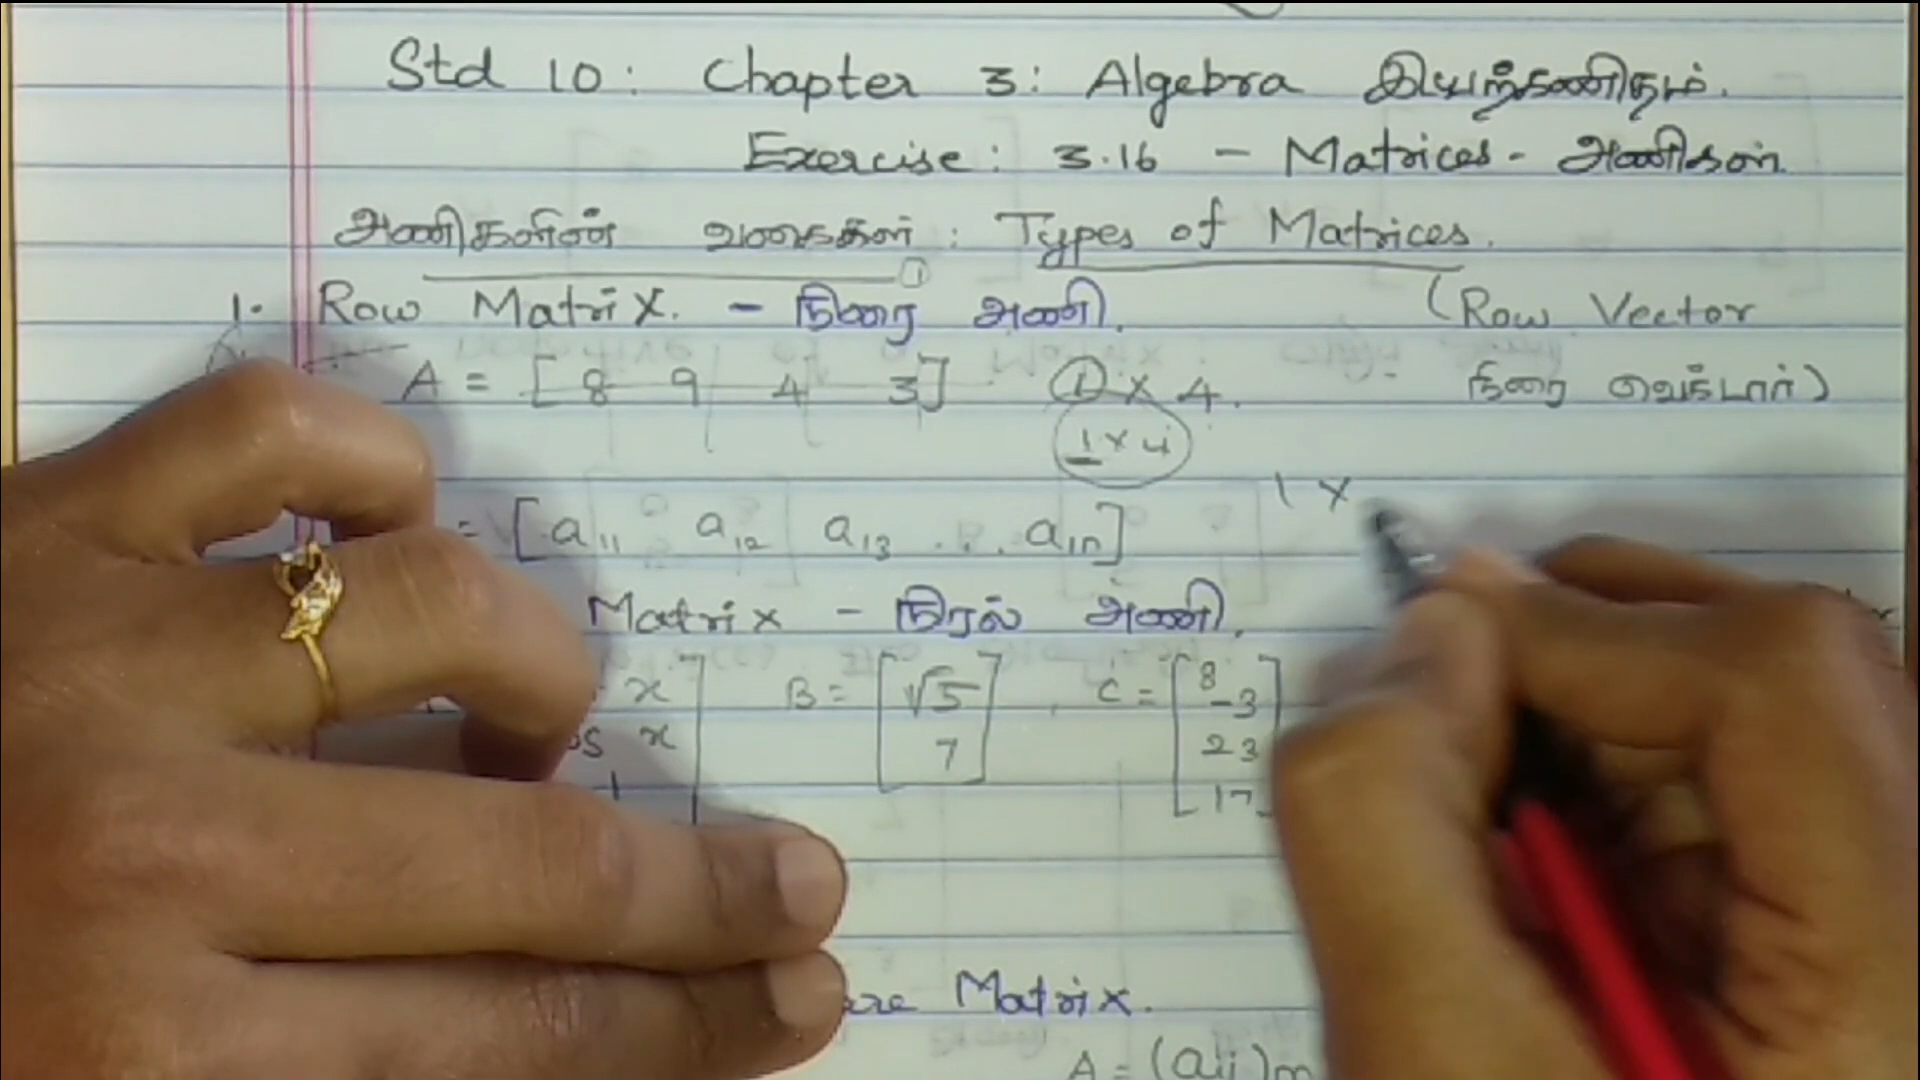 Std 10: Chapter 3: Algebra இயற்கணிதம்.
Exercise: 3.16 - Matrices - அணிகள்
அணிகளின் வகைகள்: Types of Matrices.
1
1. Row Matrix. - நிரை அணி. (Row Vector
A = [ 8 9 4 3 ] 1 x 4. நிரை வெக்டார்)
1 x 4
1 x
= [ a11 a12 a13 . . . a1n ]
Matrix - நிரல் அணி.
x B = [ √5 C = [ 8
-3
x 7 ] 23
1 17
Matrix.
A = (aij)m